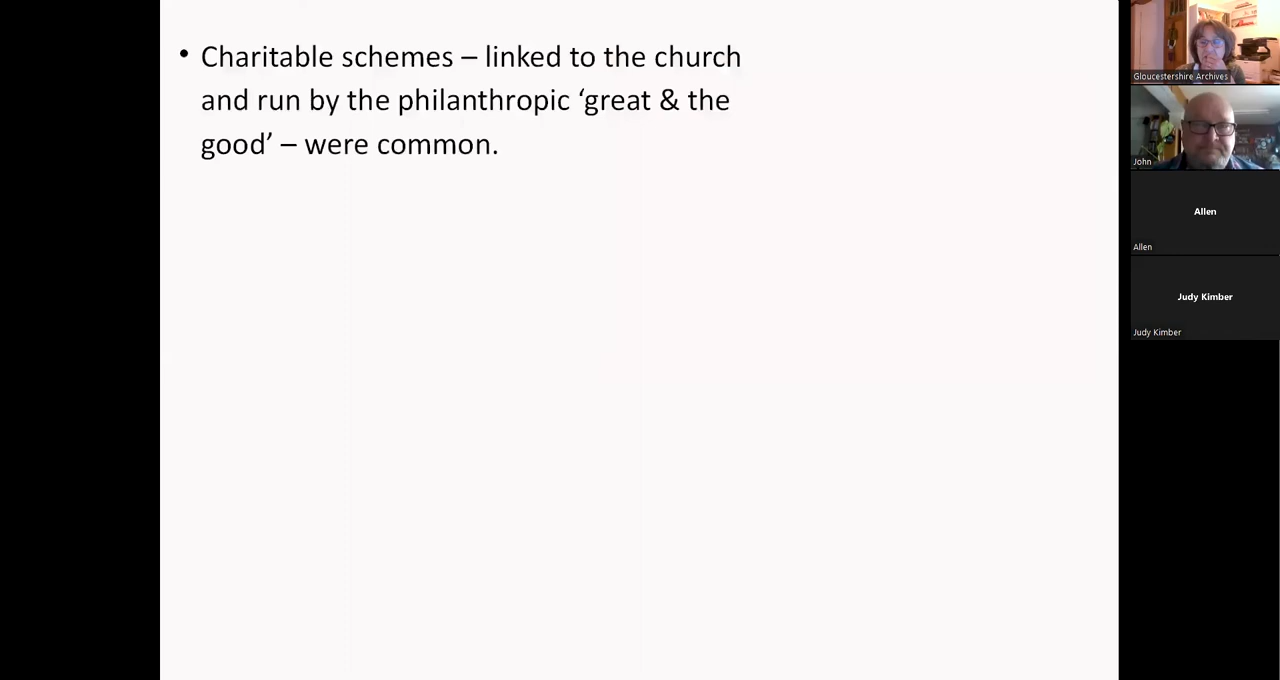 • Charitable schemes – linked to the church
and run by the philanthropic ‘great & the
good’ – were common.
Gloucestershire Archives
John
Allen
Allen
Judy Kimber
Judy Kimber